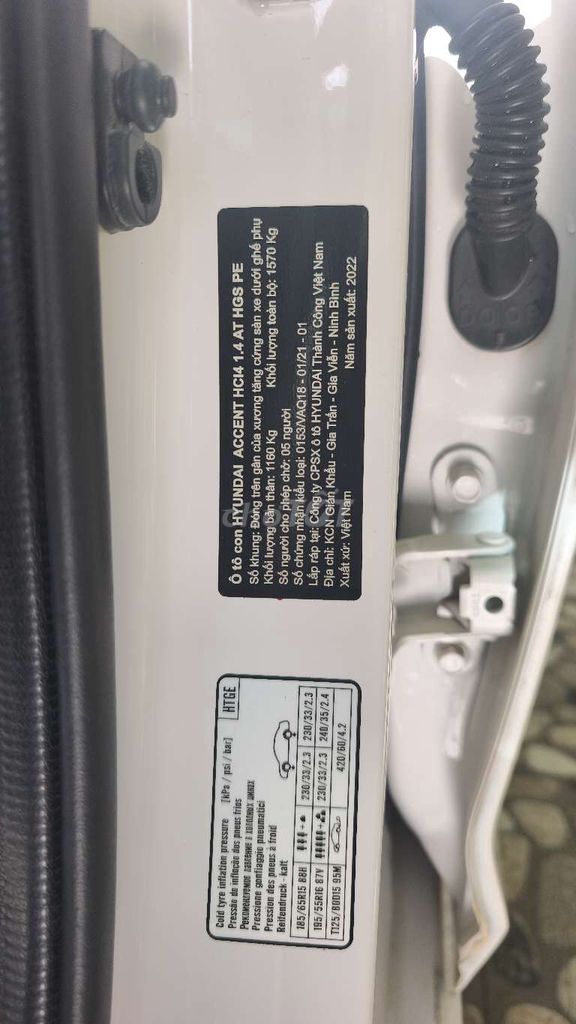 Ô tô con HYUNDAI ACCENT HCI4 1.4 AT HGS PE
Số khung: Đóng trên gân của xương tăng cứng sàn xe dưới ghế phụ
Khối lượng bản thân: 1160 Kg Khối lượng toàn bộ: 1570 Kg
Số người cho phép chở: 05 người
Số chứng nhận kiểu loại: 0153/VAQ18 - 01/21 - 01
Lắp ráp tại: Công ty CPSX ô tô HYUNDAI Thành Công Việt Nam
Địa chỉ: KCN Gián Khẩu - Gia Trấn - Gia Viễn - Ninh Bình
Xuất xứ: Việt Nam Năm sản xuất: 2022
Cold tyre inflation pressure [kPa / psi / bar] HTGE
Pressão de inflação dos pneus frios
Рекомендуемое давление в холодных шинах
Pressione gonfiaggio pneumatici
Pression des pneus à froid
Reifendruck - kalt
185/65R15 88H 230/33/2.3 230/33/2.3
195/55R16 87V 230/33/2.3 240/35/2.4
T125/80D15 95M 420/60/4.2